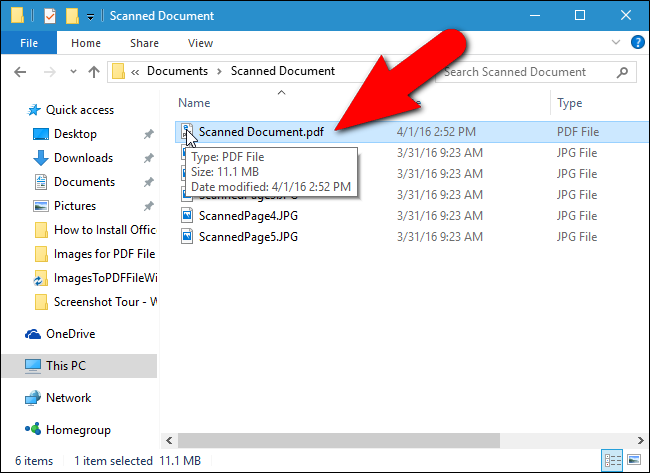 Scanned Document
File Home Share View
Documents Scanned Document
Search Scanned Document
Name Type
Quick access
Desktop
Downloads
Documents
Pictures
How to Install Offic
Images for PDF File
ImagesToPDFFileWi
Screenshot Tour - W
OneDrive
This PC
Network
Homegroup
Scanned Document.pdf 4/1/16 2:52 PM PDF File
3/31/16 9:23 AM JPG File
3/31/16 9:23 AM JPG File
3/31/16 9:23 AM JPG File
ScannedPage4.JPG 3/31/16 9:23 AM JPG File
ScannedPage5.JPG 3/31/16 9:23 AM JPG File
Type: PDF File
Size: 11.1 MB
Date modified: 4/1/16 2:52 PM
6 items 1 item selected 11.1 MB